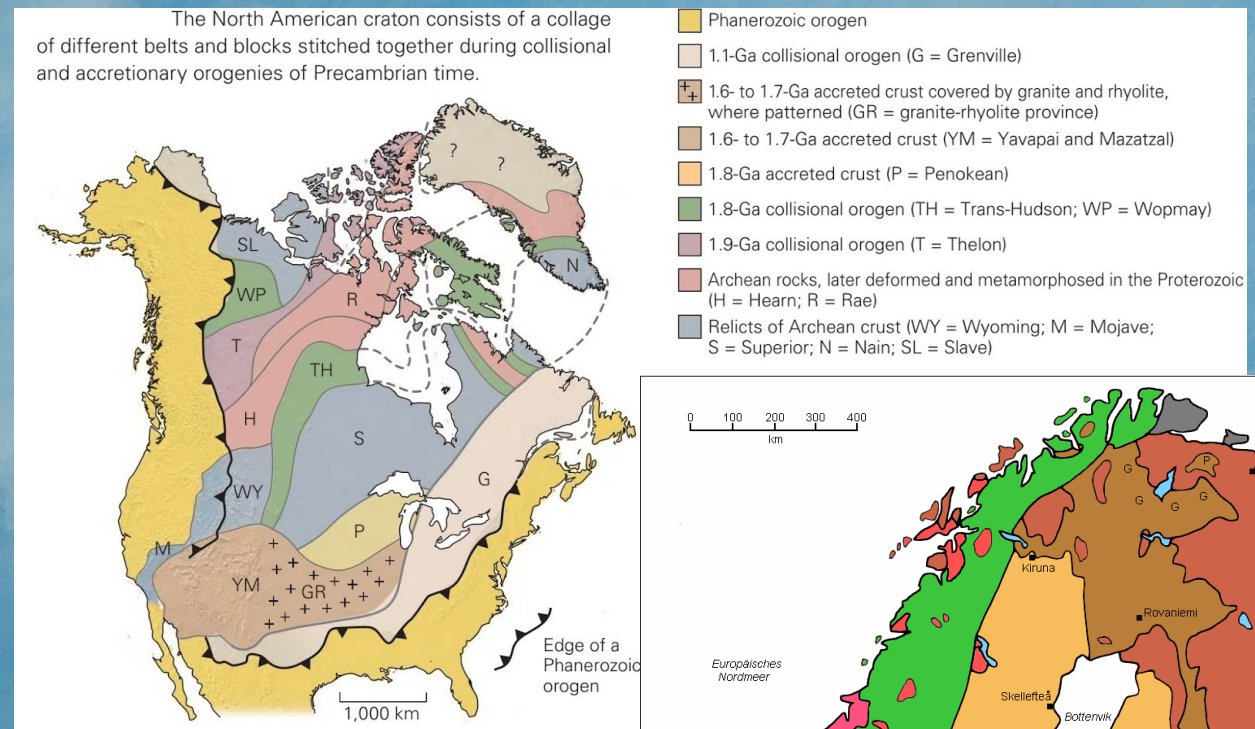 The North American craton consists of a collage
of different belts and blocks stitched together during collisional
and accretionary orogenies of Precambrian time.
Phanerozoic orogen
1.1-Ga collisional orogen (G = Grenville)
1.6- to 1.7-Ga accreted crust covered by granite and rhyolite,
where patterned (GR = granite-rhyolite province)
1.6- to 1.7-Ga accreted crust (YM = Yavapai and Mazatzal)
1.8-Ga accreted crust (P = Penokean)
1.8-Ga collisional orogen (TH = Trans-Hudson; WP = Wopmay)
1.9-Ga collisional orogen (T = Thelon)
Archean rocks, later deformed and metamorphosed in the Proterozoic
(H = Hearn; R = Rae)
Relicts of Archean crust (WY = Wyoming; M = Mojave;
S = Superior; N = Nain; SL = Slave)
? ?
SL
N
WP
R
T
TH
H
S
WY
G
P
M
YM
GR
Edge of a
Phanerozoic
orogen
1,000 km
0 100 200 300 400
km
P
G
G
G
G
Kiruna
Rovaniemi
Europäisches
Nordmeer
Skellefteå
Bottenvik